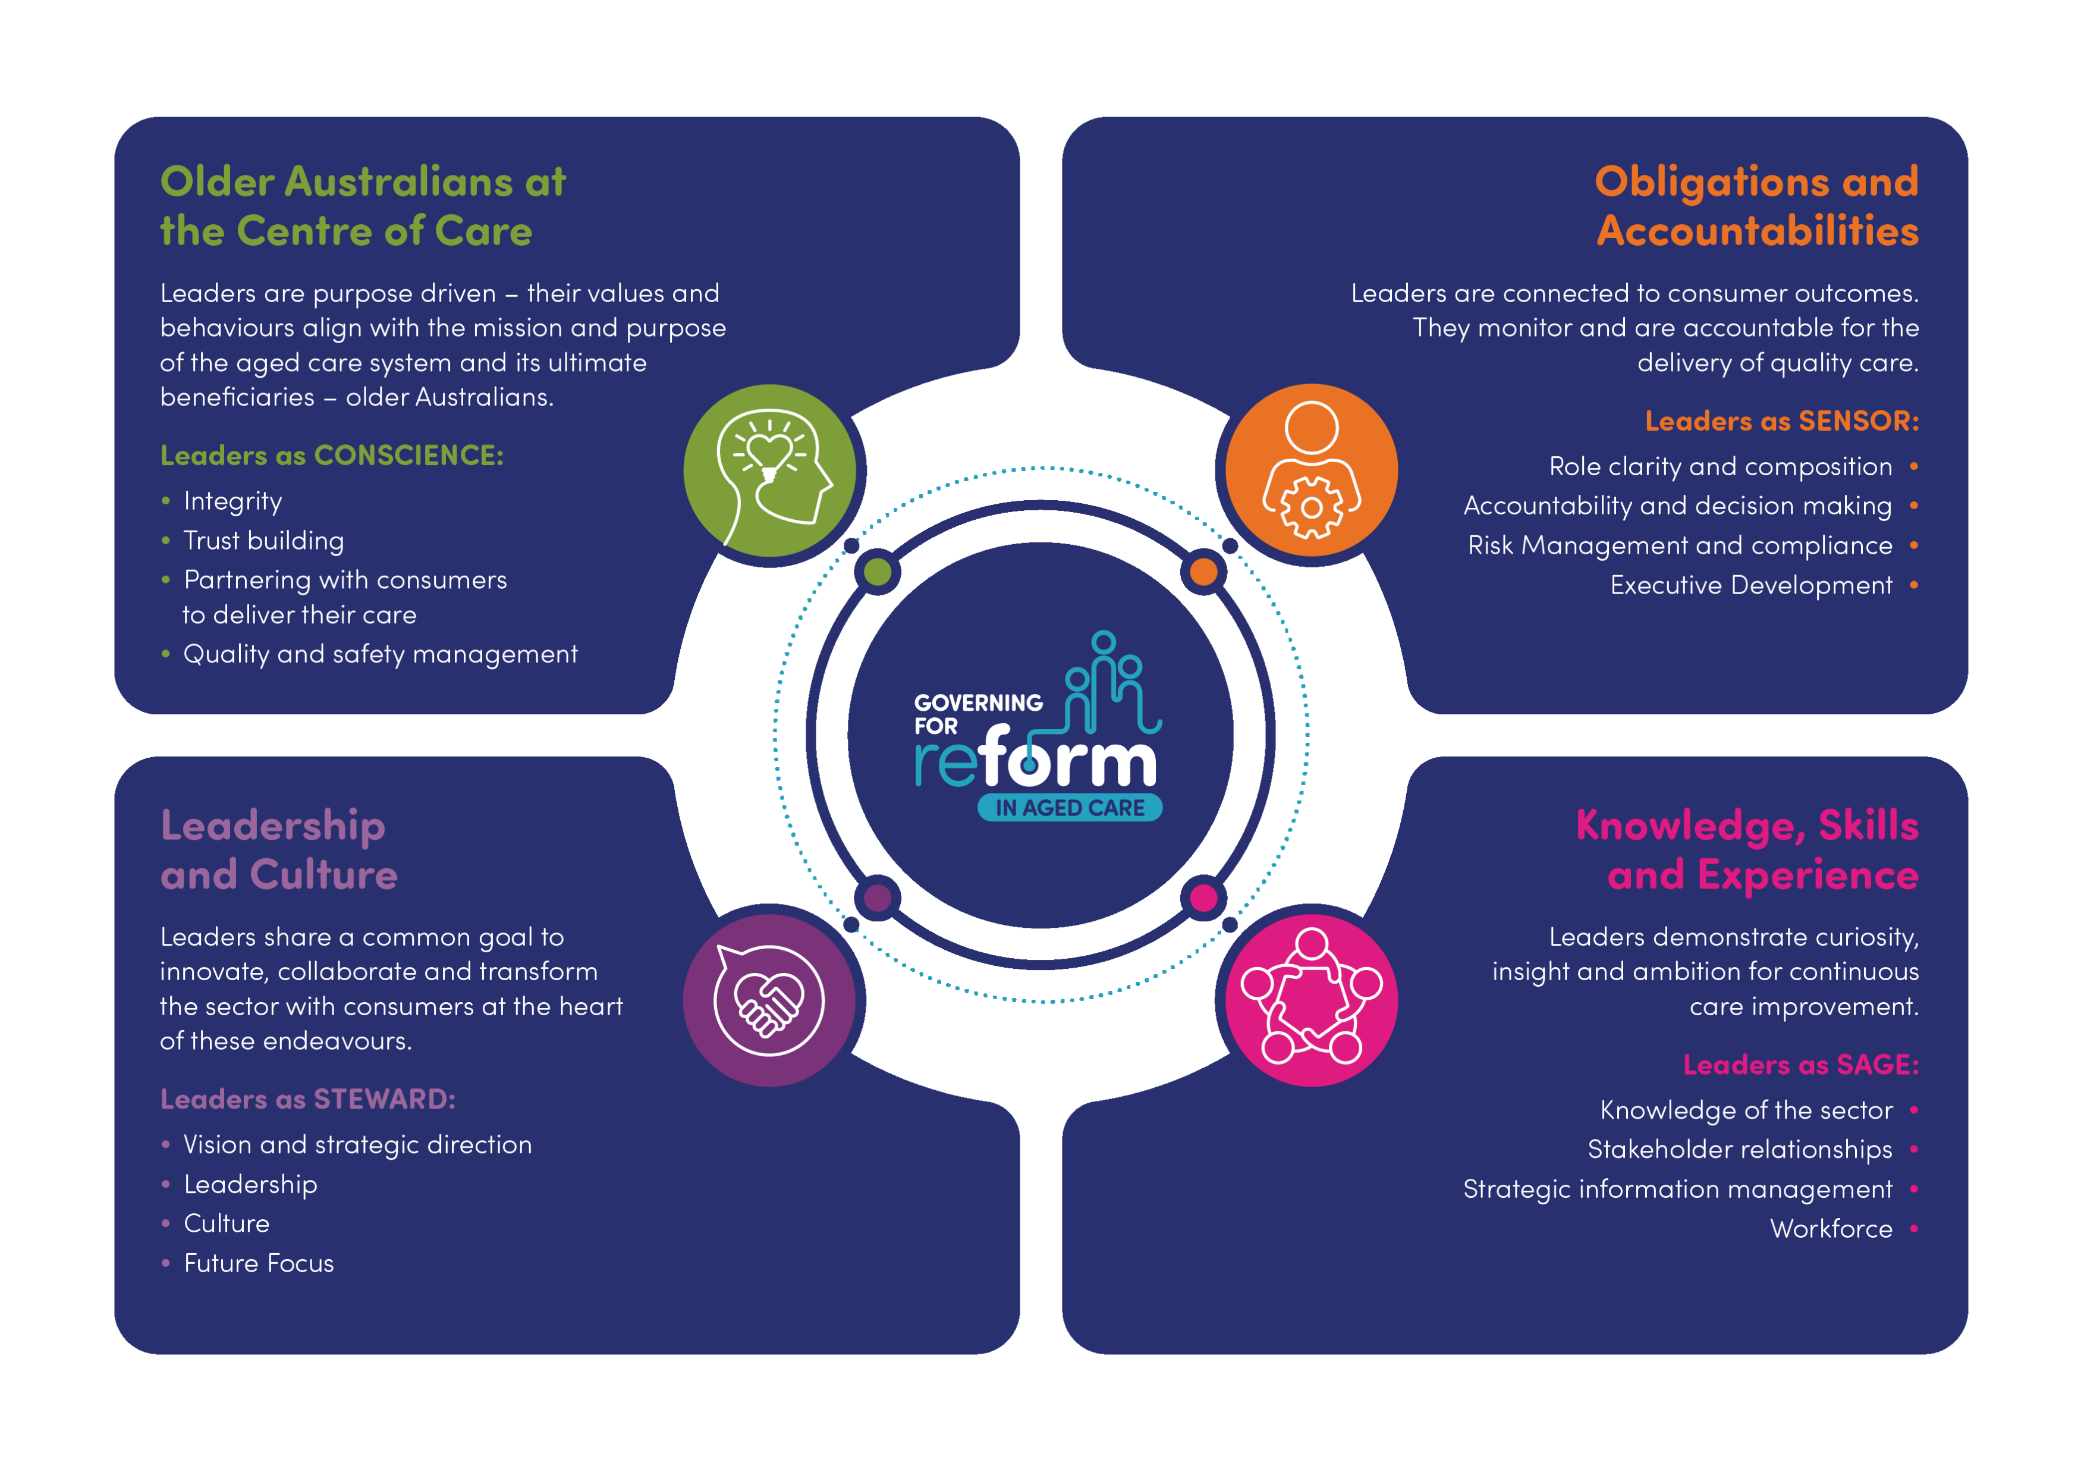 Older Australians at
the Centre of Care
Leaders are purpose driven – their values and
behaviours align with the mission and purpose
of the aged care system and its ultimate
beneficiaries – older Australians.
Leaders as CONSCIENCE:
• Integrity
• Trust building
• Partnering with consumers
to deliver their care
• Quality and safety management
Obligations and
Accountabilities
Leaders are connected to consumer outcomes.
They monitor and are accountable for the
delivery of quality care.
Leaders as SENSOR:
Role clarity and composition •
Accountability and decision making •
Risk Management and compliance •
Executive Development •
GOVERNING
FOR
reform
IN AGED CARE
Leadership
and Culture
Leaders share a common goal to
innovate, collaborate and transform
the sector with consumers at the heart
of these endeavours.
Leaders as STEWARD:
• Vision and strategic direction
• Leadership
• Culture
• Future Focus
Knowledge, Skills
and Experience
Leaders demonstrate curiosity,
insight and ambition for continuous
care improvement.
Leaders as SAGE:
Knowledge of the sector •
Stakeholder relationships •
Strategic information management •
Workforce •